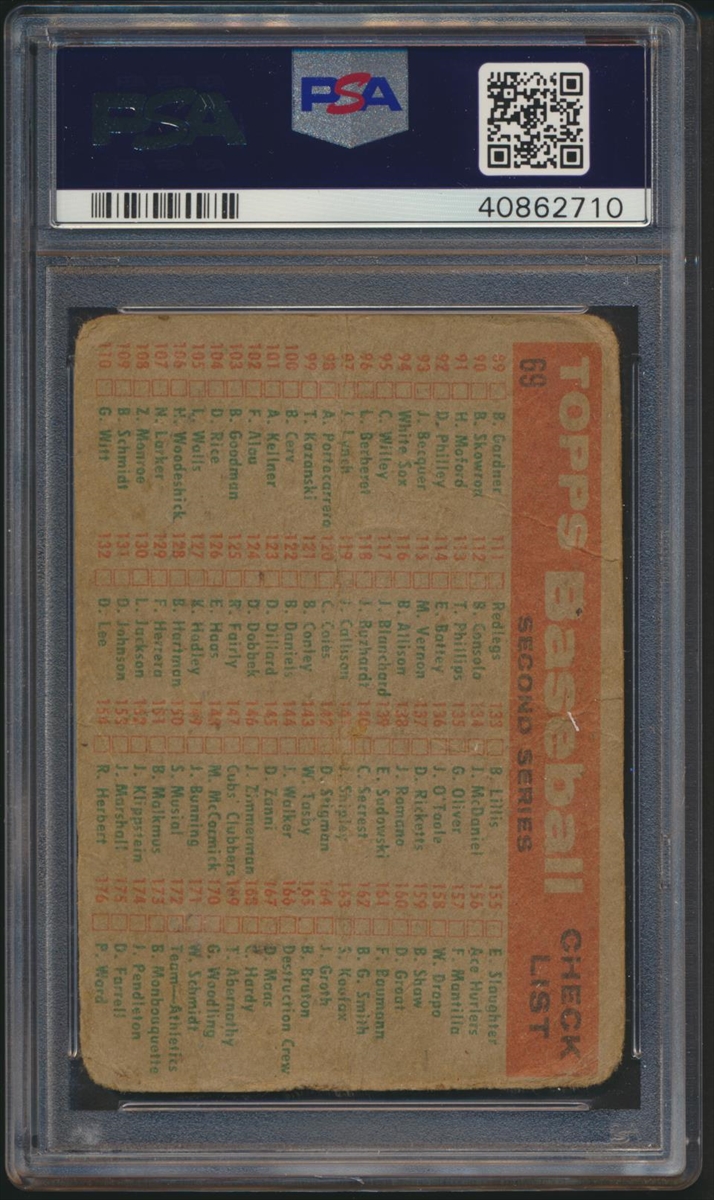 PSA
PSA
40862710
69
TOPPS Baseball CHECK LIST
SECOND SERIES
89 B. Gardner
90 B. Skowron
91 H. Moford
92 D. Philley
93 J. Becquer
94 White Sox
95 C. Willey
96 L. Berberet
97 J. Lynch
98 A. Portocarrero
99 T. Kazanski
100 B. Cerv
101 A. Kellner
102 F. Alou
103 B. Goodman
104 D. Rice
105 L. Walls
106 H. Woodeshick
107 N. Larker
108 Z. Monroe
109 B. Schmidt
110 G. Witt
111 Redlegs
112 B. Consolo
113 T. Phillips
114 E. Battey
115 M. Vernon
116 B. Allison
117 J. Blanchard
118 J. Buzhardt
119 J. Callison
120 C. Coles
121 B. Conley
122 B. Daniels
123 D. Dillard
124 D. Dobbek
125 R. Fairly
126 E. Haas
127 K. Hadley
128 B. Hartman
129 F. Herrera
130 L. Jackson
131 D. Johnson
132 D. Lee
133 B. Lillis
134 J. McDaniel
135 G. Oliver
136 J. O'Toole
137 D. Ricketts
138 J. Romano
139 E. Sadowski
140 C. Secrest
141 J. Shipley
142 D. Stigman
143 W. Tasby
144 J. Walker
145 D. Zanni
146 J. Zimmerman
147 Cubs Clubbers
148 M. McCormick
149 J. Bunning
150 S. Musial
151 B. Malkmus
152 J. Klippstein
153 J. Marshall
154 R. Herbert
155 E. Slaughter
156 Ace Hurlers
157 F. Mantilla
158 W. Dropo
159 B. Shaw
160 D. Groat
161 F. Baumann
162 B. G. Smith
163 S. Koufax
164 J. Groth
165 B. Bruton
166 Destruction Crew
167 D. Maas
168 C. Hardy
169 T. Abernathy
170 G. Woodling
171 W. Schmidt
172 Team—Athletics
173 B. Monbouquette
174 J. Pendleton
175 D. Farrell
176 P. Ward